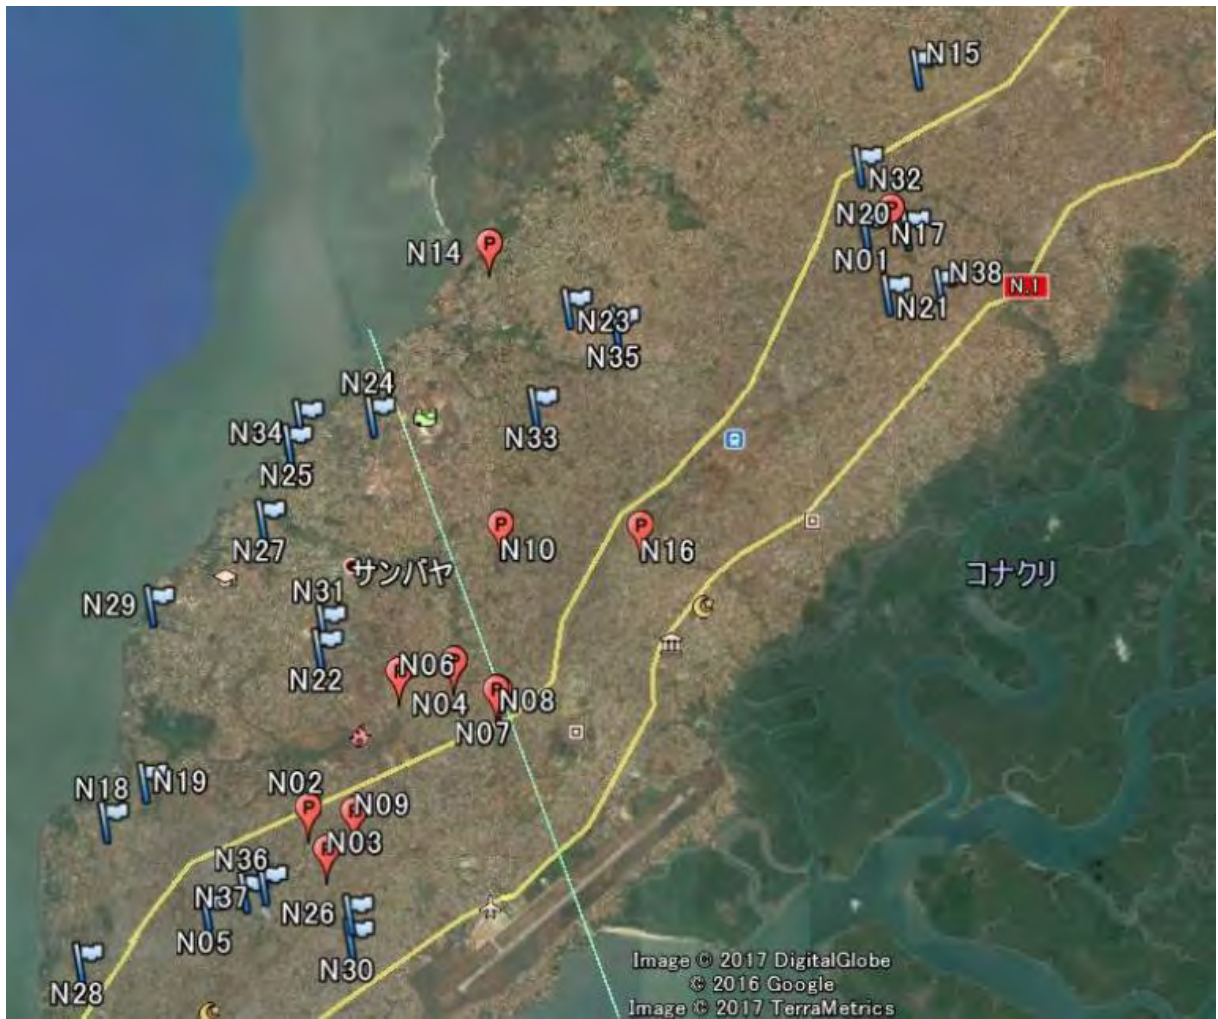 N15
N32
N20
N17
N01
N38
N21
N.1
N14
N23
N35
N24
N34
N25
N33
N27
N10
N16
サンバヤ
コナクリ
N29
N31
N22
N06
N04
N08
N07
N18
N19
N02
N09
N03
N36
N37
N26
N05
N30
N28
Image © 2017 DigitalGlobe
© 2016 Google
Image © 2017 TerraMetrics